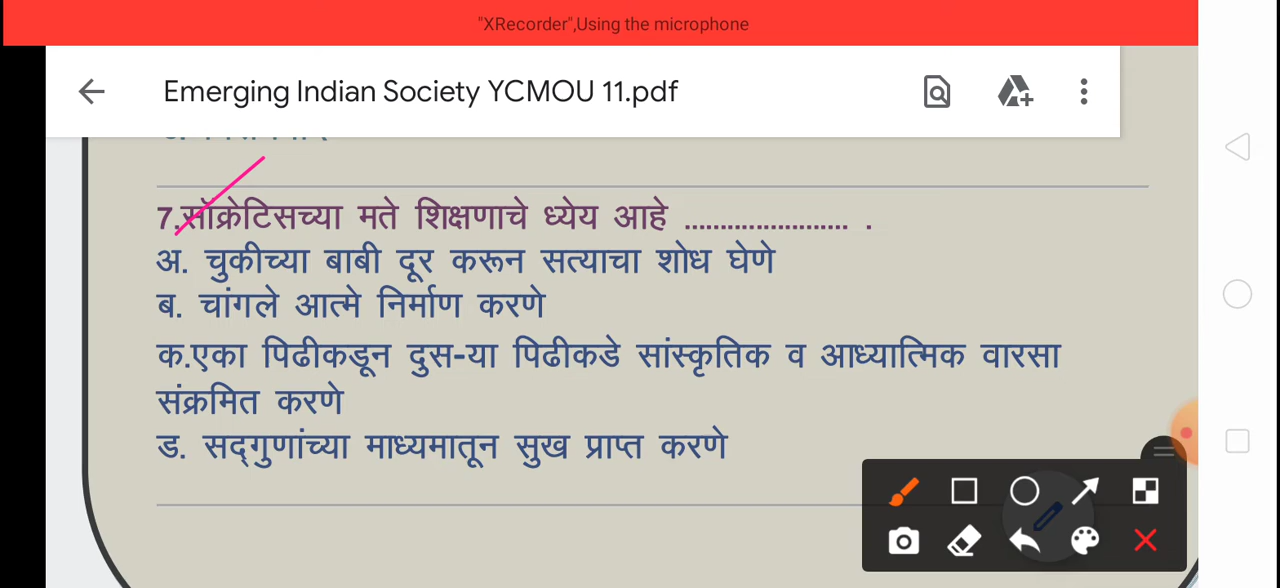 "XRecorder",Using the microphone
Emerging Indian Society YCMOU 11.pdf
7.सॉक्रेटिसच्या मते शिक्षणाचे ध्येय आहे ....................... .
अ. चुकीच्या बाबी दूर करून सत्याचा शोध घेणे
ब. चांगले आत्मे निर्माण करणे
क.एका पिढीकडून दुस-या पिढीकडे सांस्कृतिक व आध्यात्मिक वारसा
संक्रमित करणे
ड. सद्‌गुणांच्या माध्यमातून सुख प्राप्त करणे